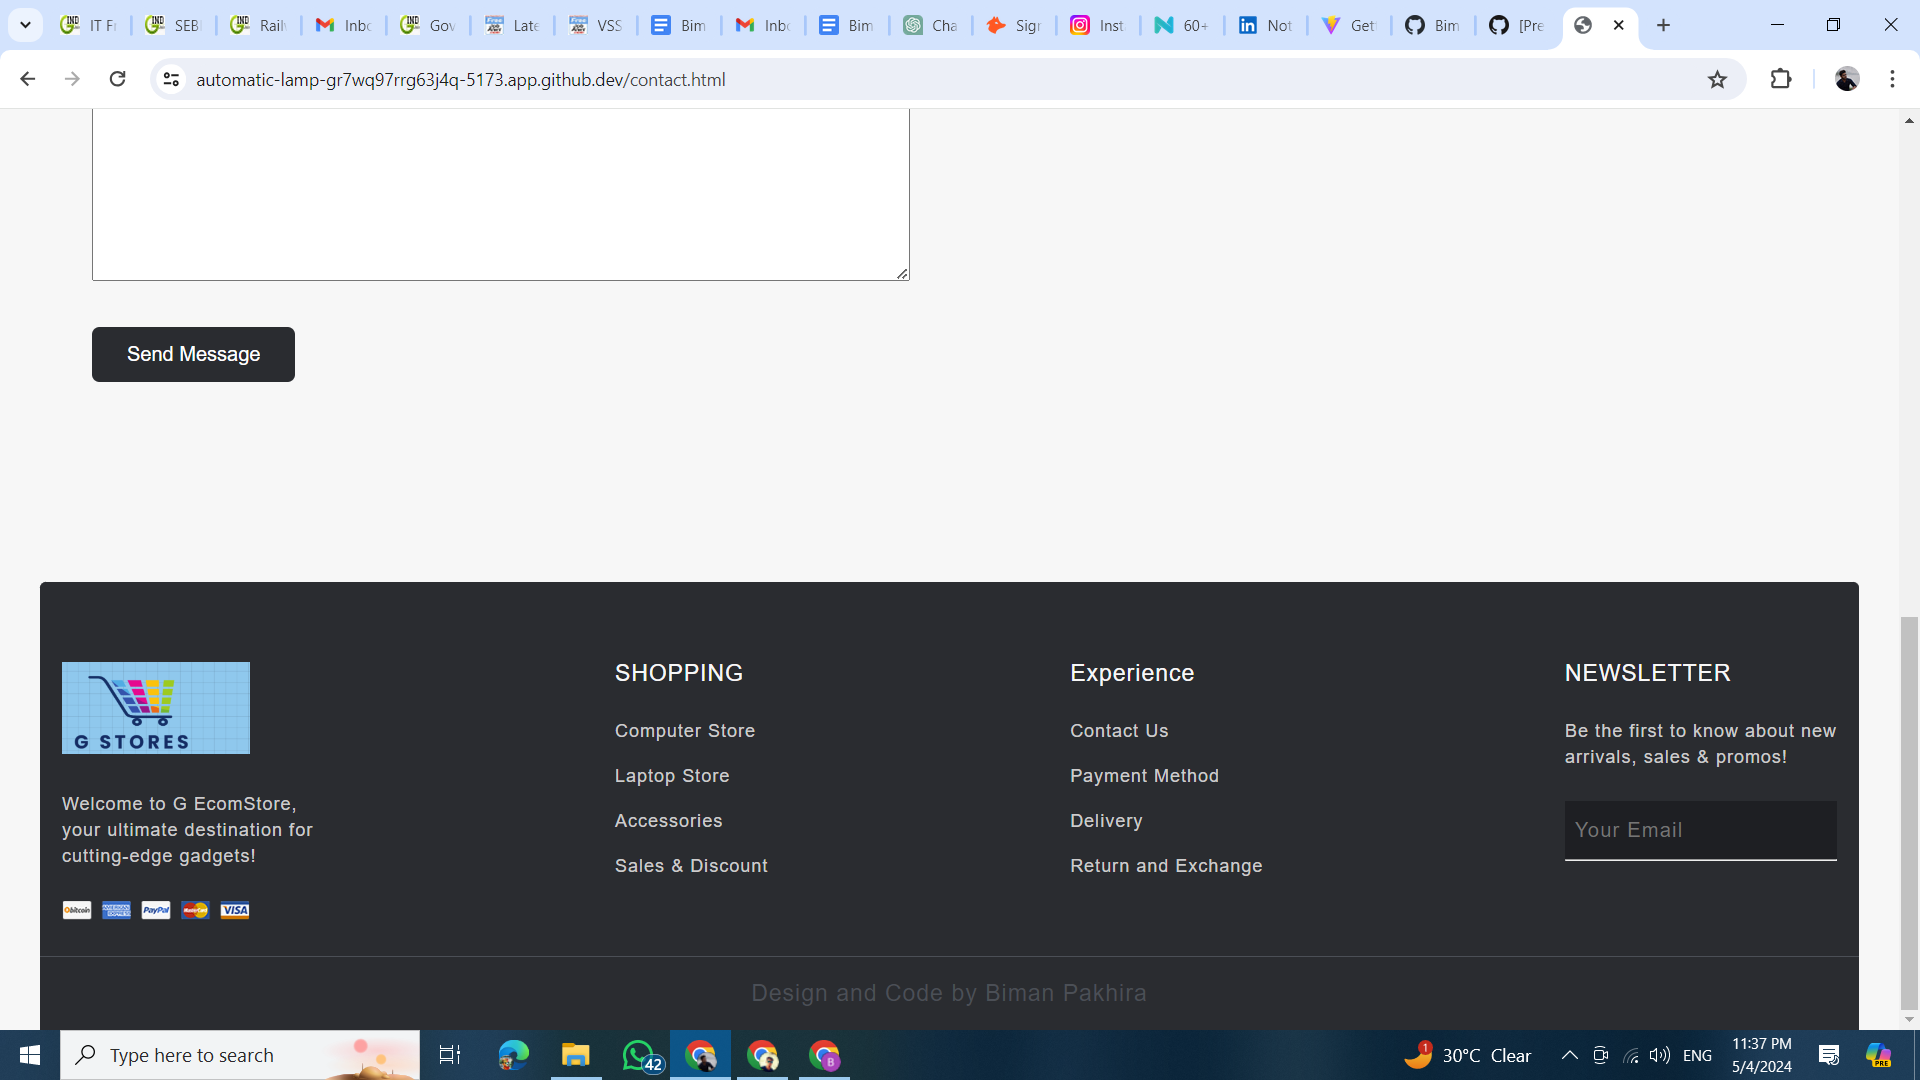 IT F
SEB
Rail
Inbo
Gov
Late
VSS
Bim
Inbo
Bim
Cha
Sigr
Inst
60+
Not
Get
Bim
[Pre
automatic-lamp-gr7wq97rrg63j4q-5173.app.github.dev/contact.html
Send Message
G STORES
Welcome to G EcomStore,
your ultimate destination for
cutting-edge gadgets!
bitcoin AMERICAN EXPRESS PayPal MasterCard VISA
SHOPPING
Computer Store
Laptop Store
Accessories
Sales & Discount
Experience
Contact Us
Payment Method
Delivery
Return and Exchange
NEWSLETTER
Be the first to know about new
arrivals, sales & promos!
Your Email
Design and Code by Biman Pakhira
Type here to search
42
1
30°C Clear
ENG
11:37 PM
5/4/2024
PRE